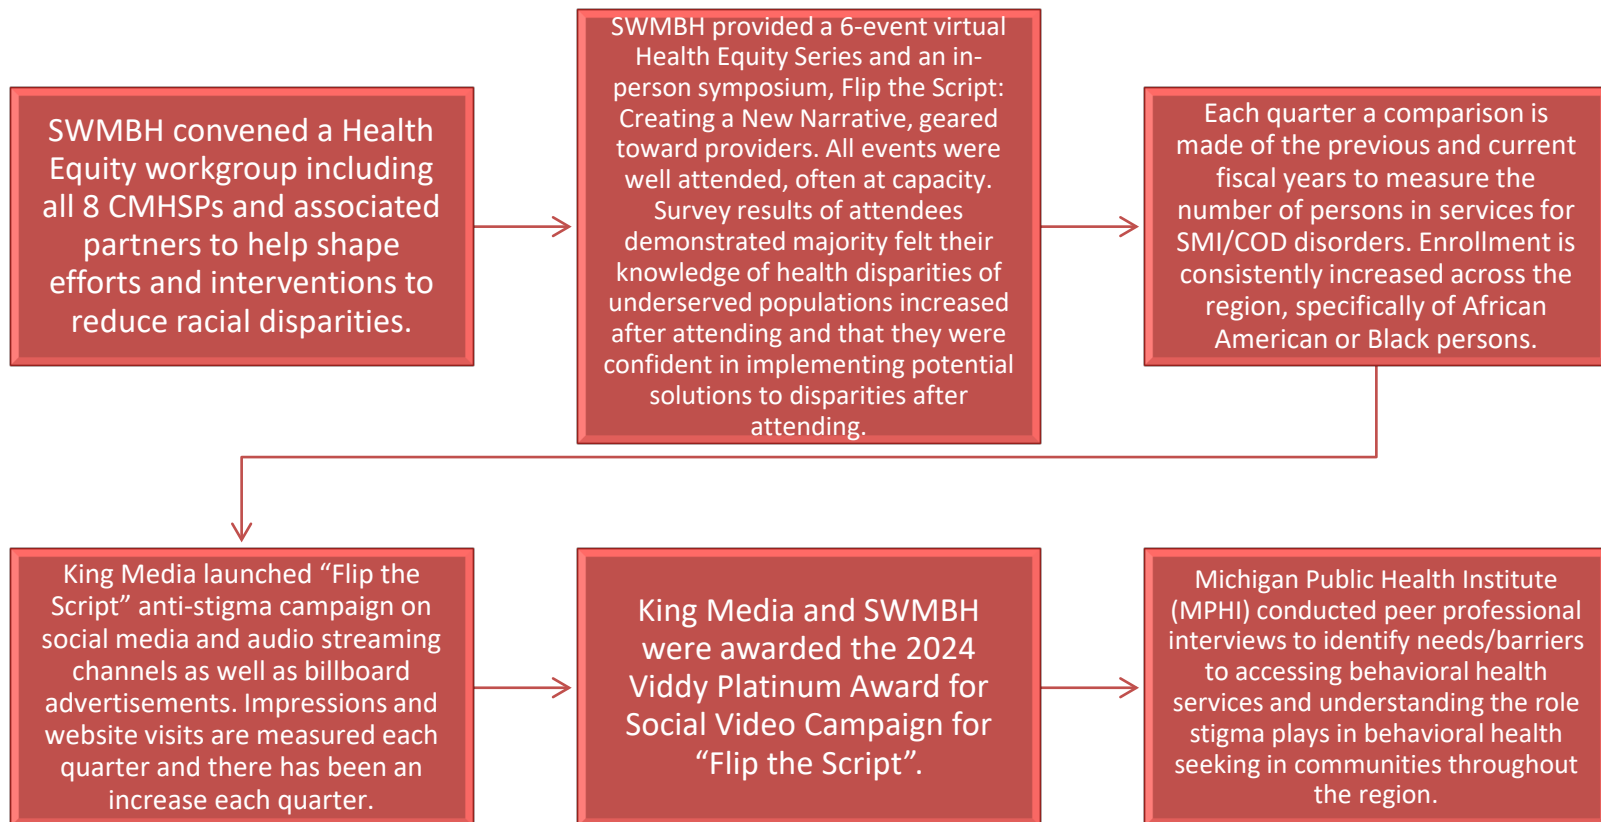 SWMBH convened a Health
Equity workgroup including
all 8 CMHSPs and associated
partners to help shape
efforts and interventions to
reduce racial disparities.
SWMBH provided a 6-event virtual
Health Equity Series and an in-
person symposium, Flip the Script:
Creating a New Narrative, geared
toward providers. All events were
well attended, often at capacity.
Survey results of attendees
demonstrated majority felt their
knowledge of health disparities of
underserved populations increased
after attending and that they were
confident in implementing potential
solutions to disparities after
attending.
Each quarter a comparison is
made of the previous and current
fiscal years to measure the
number of persons in services for
SMI/COD disorders. Enrollment is
consistently increased across the
region, specifically of African
American or Black persons.
King Media launched “Flip the
Script” anti-stigma campaign on
social media and audio streaming
channels as well as billboard
advertisements. Impressions and
website visits are measured each
quarter and there has been an
increase each quarter.
King Media and SWMBH
were awarded the 2024
Viddy Platinum Award for
Social Video Campaign for
“Flip the Script”.
Michigan Public Health Institute
(MPHI) conducted peer professional
interviews to identify needs/barriers
to accessing behavioral health
services and understanding the role
stigma plays in behavioral health
seeking in communities throughout
the region.